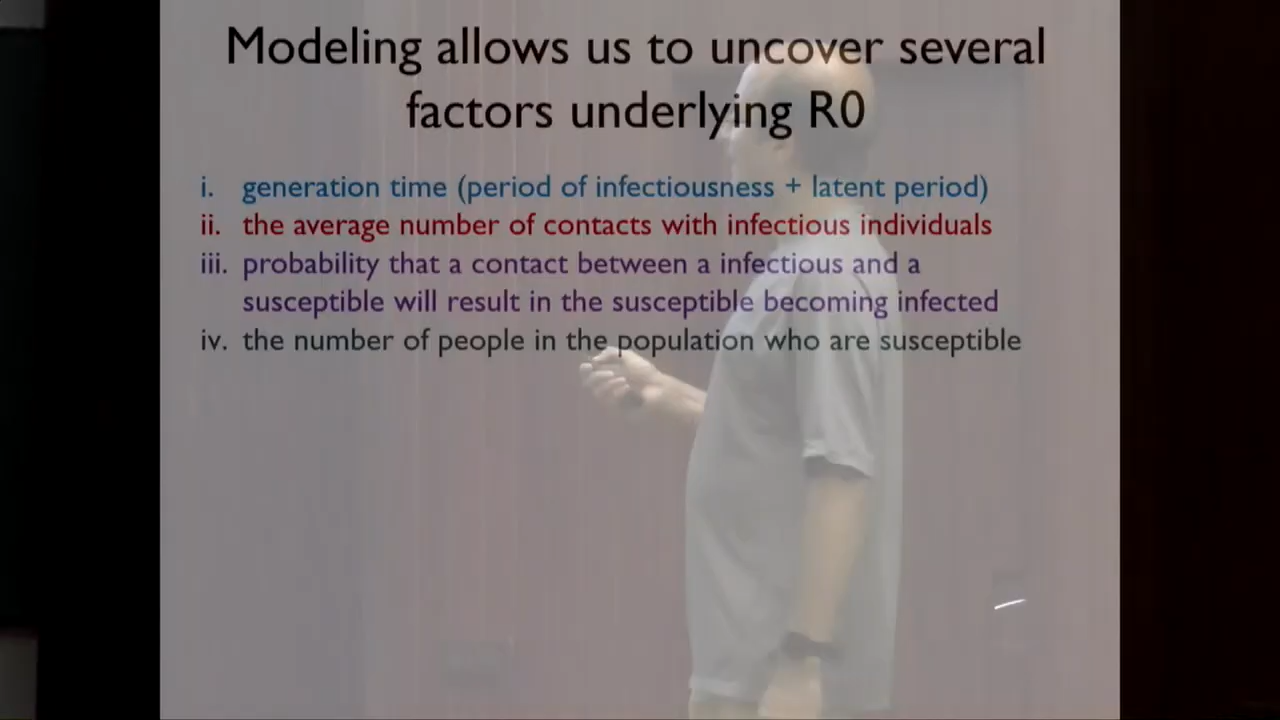 Modeling allows us to uncover several
factors underlying R0
i. generation time (period of infectiousness + latent period)
ii. the average number of contacts with infectious individuals
iii. probability that a contact between a infectious and a
susceptible will result in the susceptible becoming infected
iv. the number of people in the population who are susceptible